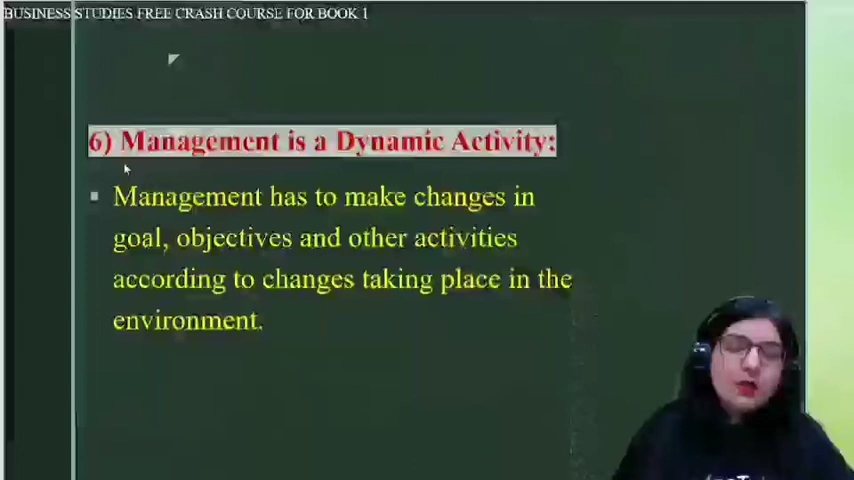 BUSINESS STUDIES FREE CRASH COURSE FOR BOOK 1
6) Management is a Dynamic Activity:
Management has to make changes in
goal, objectives and other activities
according to changes taking place in the
environment.